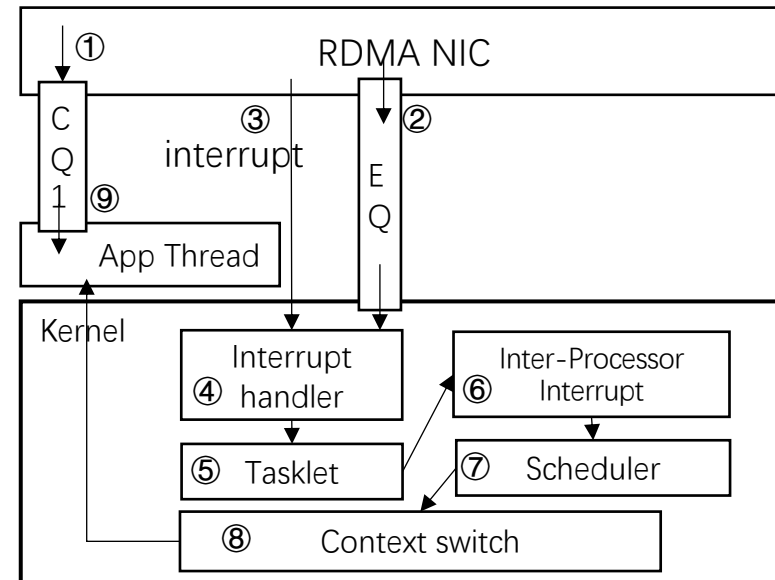 ①
RDMA NIC
C
Q
1
③
interrupt
②
E
Q
⑨
App Thread
Kernel
Interrupt
④ handler
Inter-Processor
⑥ Interrupt
⑤ Tasklet
⑦ Scheduler
⑧ Context switch